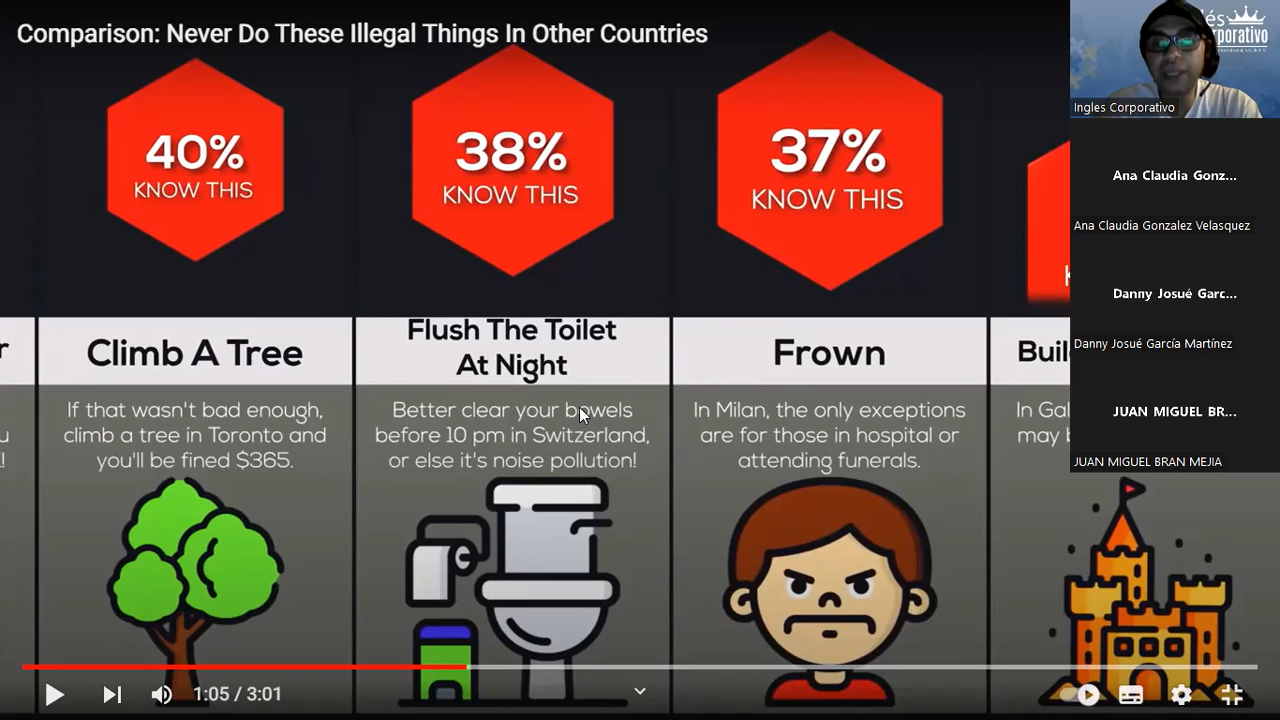 Comparison: Never Do These Illegal Things In Other Countries
40%
KNOW THIS
38%
KNOW THIS
37%
KNOW THIS
Climb A Tree
Flush The Toilet
At Night
Frown
If that wasn't bad enough,
climb a tree in Toronto and
you'll be fined $365.
Better clear your bowels
before 10 pm in Switzerland,
or else it's noise pollution!
In Milan, the only exceptions
are for those in hospital or
attending funerals.
In
may
1:05 / 3:01
Ingles Corporativo
Ana Claudia Gonz...
Ana Claudia Gonzalez Velasquez
Danny Josué Garc...
Danny Josué García Martínez
JUAN MIGUEL BR...
JUAN MIGUEL BRAN MEJIA